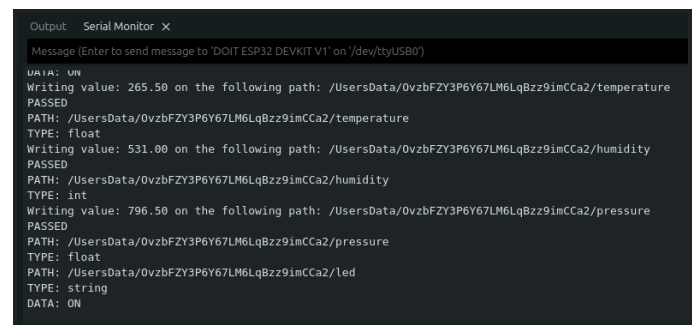 Output Serial Monitor ×
Message (Enter to send message to 'DOIT ESP32 DEVKIT V1' on '/dev/ttyUSB0')
DATA: ON
Writing value: 265.50 on the following path: /UsersData/OvzbFZY3P6Y67LM6LqBzz9imCCa2/temperature
PASSED
PATH: /UsersData/OvzbFZY3P6Y67LM6LqBzz9imCCa2/temperature
TYPE: float
Writing value: 531.00 on the following path: /UsersData/OvzbFZY3P6Y67LM6LqBzz9imCCa2/humidity
PASSED
PATH: /UsersData/OvzbFZY3P6Y67LM6LqBzz9imCCa2/humidity
TYPE: int
Writing value: 796.50 on the following path: /UsersData/OvzbFZY3P6Y67LM6LqBzz9imCCa2/pressure
PASSED
PATH: /UsersData/OvzbFZY3P6Y67LM6LqBzz9imCCa2/pressure
TYPE: float
PATH: /UsersData/OvzbFZY3P6Y67LM6LqBzz9imCCa2/led
TYPE: string
DATA: ON